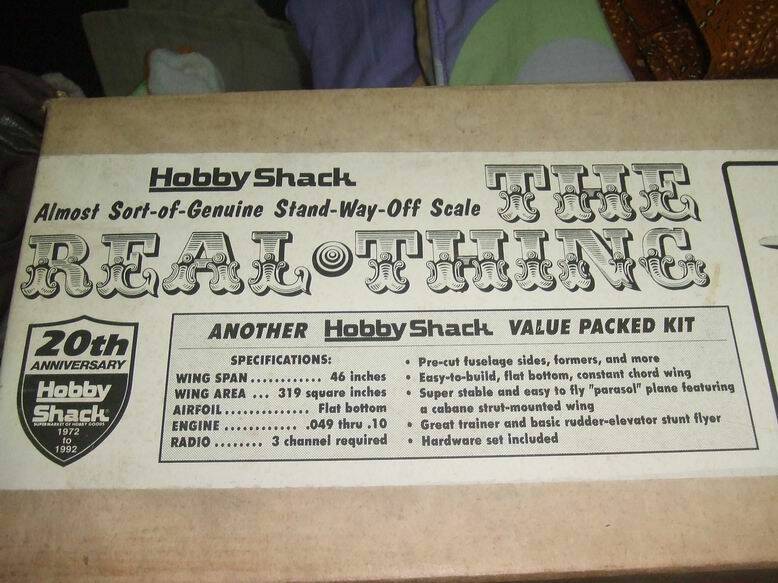 Hobby Shack
Almost Sort-of-Genuine Stand-Way-Off Scale THE
REAL THING
20th
ANNIVERSARY
Hobby
Shack
SUPERMARKET OF HOBBY GOODS
1972
to
1992
ANOTHER Hobby Shack VALUE PACKED KIT
SPECIFICATIONS:
WING SPAN............ 46 inches
WING AREA ... 319 square inches
AIRFOIL............... Flat bottom
ENGINE ............. .049 thru .10
RADIO ........ 3 channel required
• Pre-cut fuselage sides, formers, and more
• Easy-to-build, flat bottom, constant chord wing
• Super stable and easy to fly "parasol" plane featuring
a cabane strut-mounted wing
• Great trainer and basic rudder-elevator stunt flyer
• Hardware set included